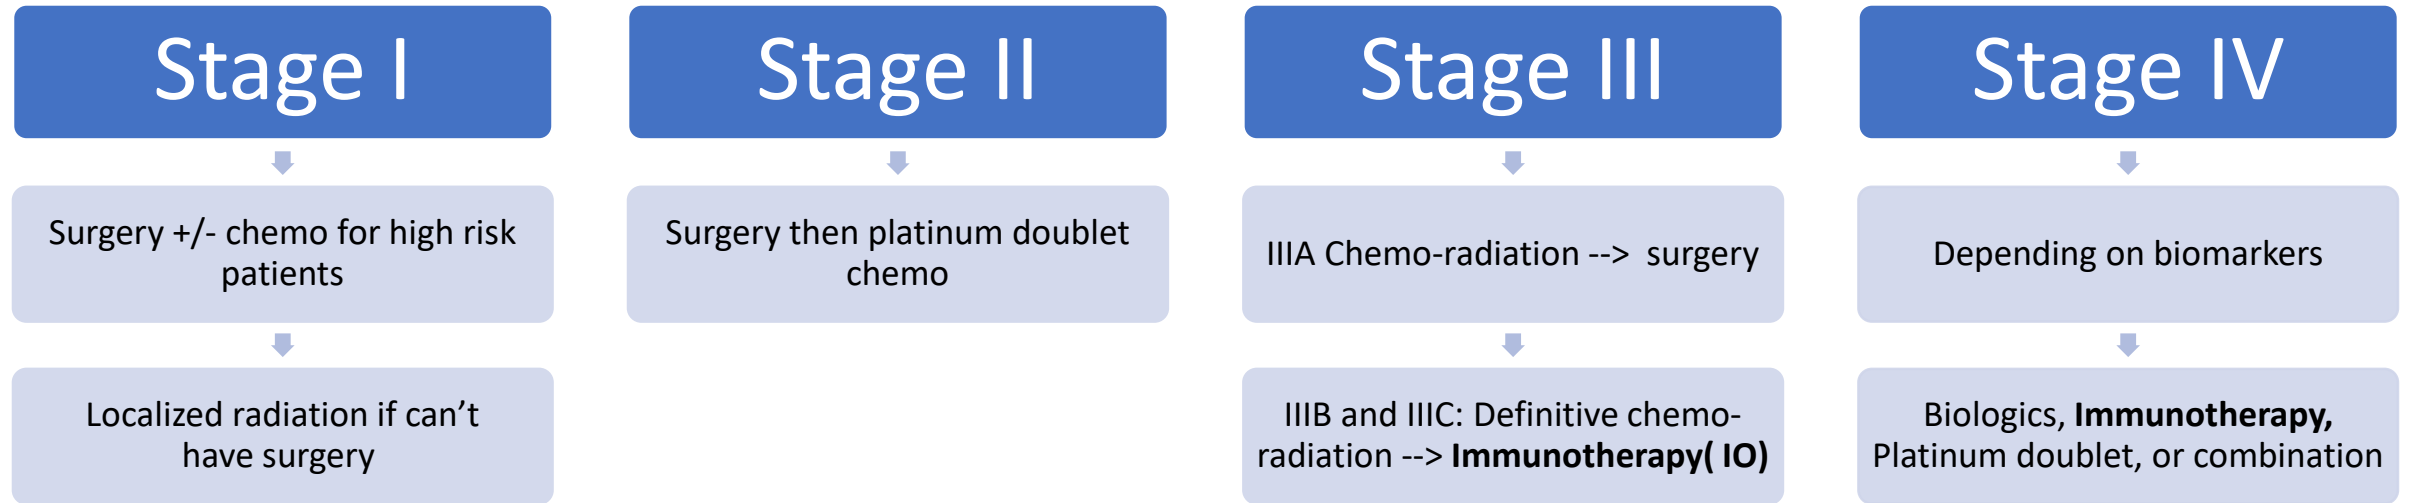 Stage I
Surgery +/- chemo for high risk
patients
Localized radiation if can’t
have surgery
Stage II
Surgery then platinum doublet
chemo
Stage III
IIIA Chemo-radiation --> surgery
IIIB and IIIC: Definitive chemo-
radiation --> Immunotherapy( IO)
Stage IV
Depending on biomarkers
Biologics, Immunotherapy,
Platinum doublet, or combination